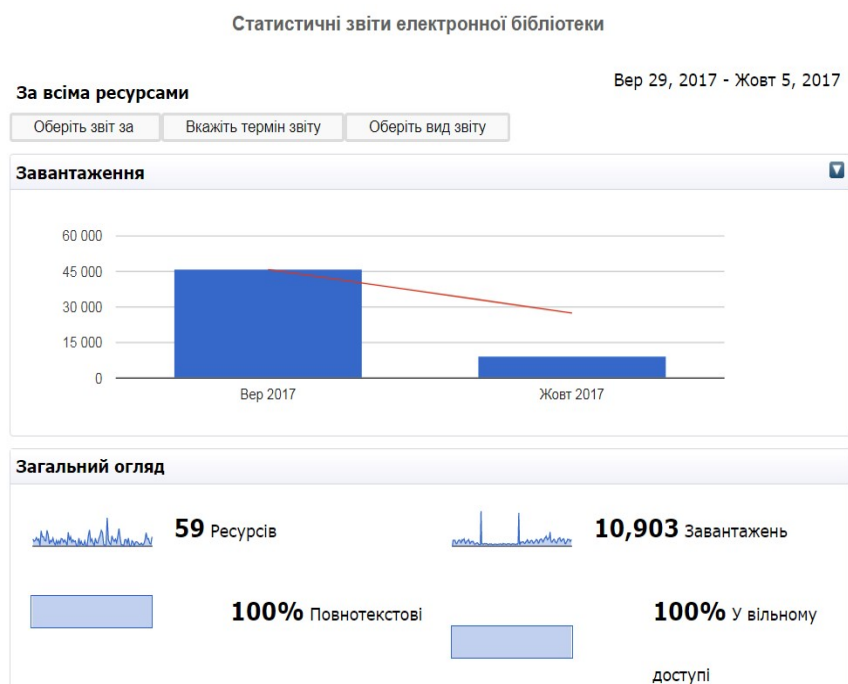 Статистичні звіти електронної бібліотеки
Вер 29, 2017 - Жовт 5, 2017
За всіма ресурсами
Оберіть звіт за
Вкажіть термін звіту
Оберіть вид звіту
Завантаження
60 000
45 000
30 000
15 000
0
Вер 2017
Жовт 2017
Загальний огляд
59 Ресурсів
10,903 Завантажень
100% Повнотекстові
100% У вільному
доступі